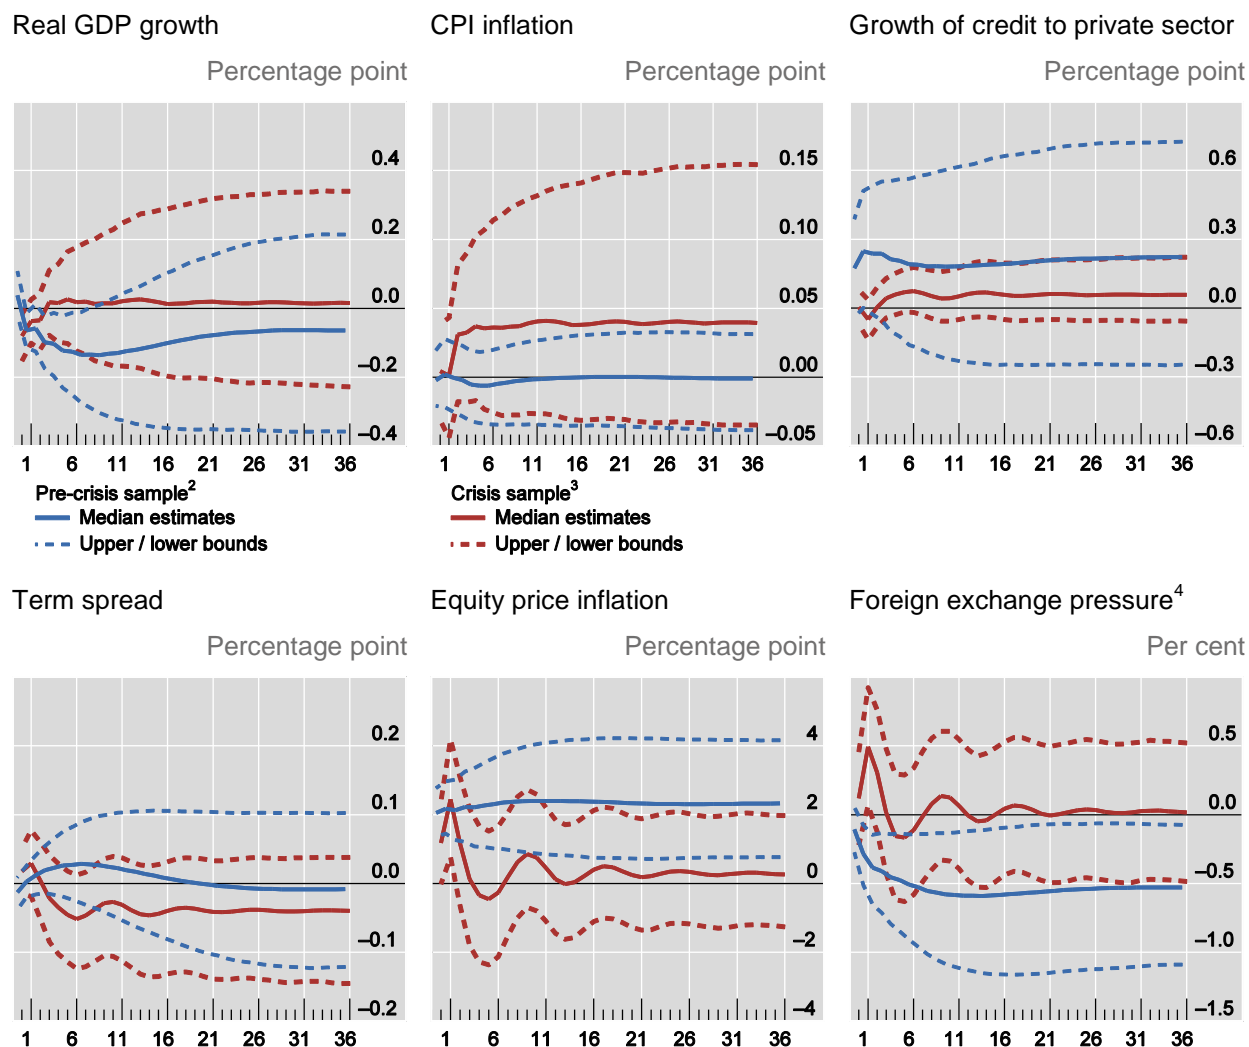 Real GDP growth
CPI inflation
Growth of credit to private sector
Percentage point
Percentage point
Percentage point
0.4
0.2
0.0
–0.2
–0.4
1 6 11 16 21 26 31 36
0.15
0.10
0.05
0.00
–0.05
1 6 11 16 21 26 31 36
0.6
0.3
0.0
–0.3
–0.6
1 6 11 16 21 26 31 36
Pre-crisis sample2
Median estimates
Upper / lower bounds
Crisis sample3
Median estimates
Upper / lower bounds
Term spread
Equity price inflation
Foreign exchange pressure4
Percentage point
Percentage point
Per cent
0.2
0.1
0.0
–0.1
–0.2
1 6 11 16 21 26 31 36
4
2
0
–2
–4
1 6 11 16 21 26 31 36
0.5
0.0
–0.5
–1.0
–1.5
1 6 11 16 21 26 31 36